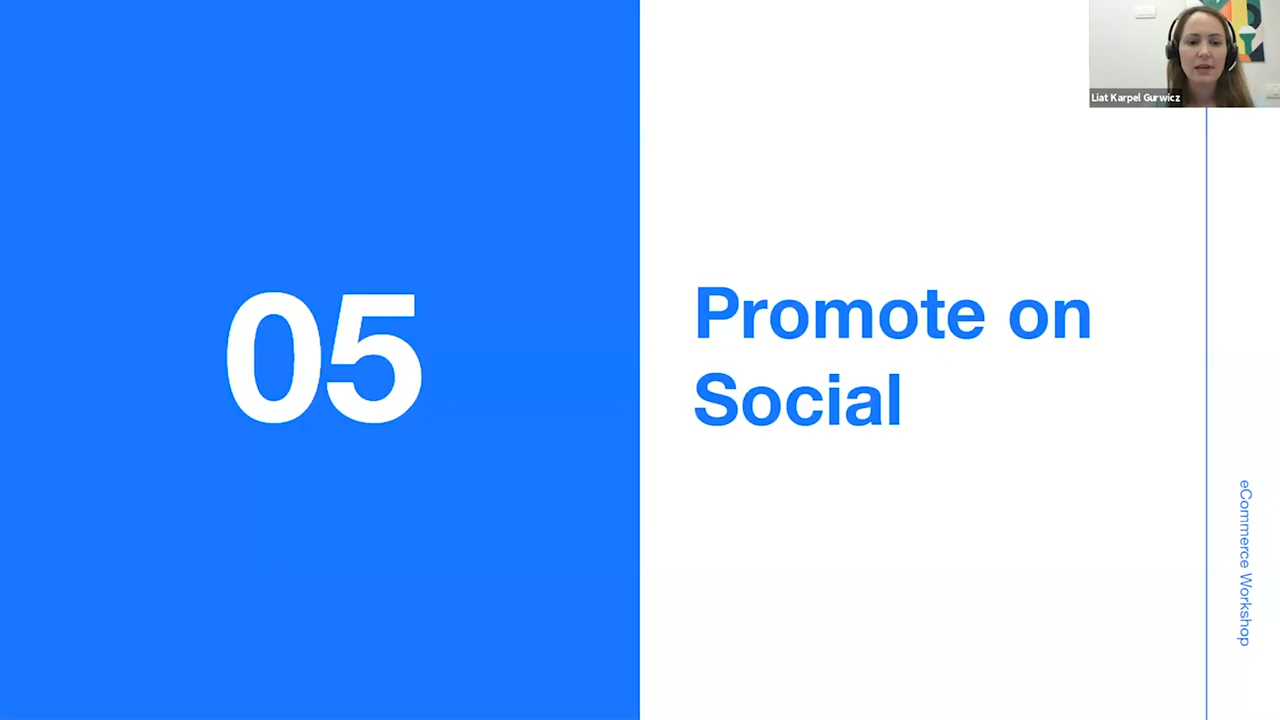 Liat Karpel Gurwicz
05
Promote on
Social
eCommerce Workshop